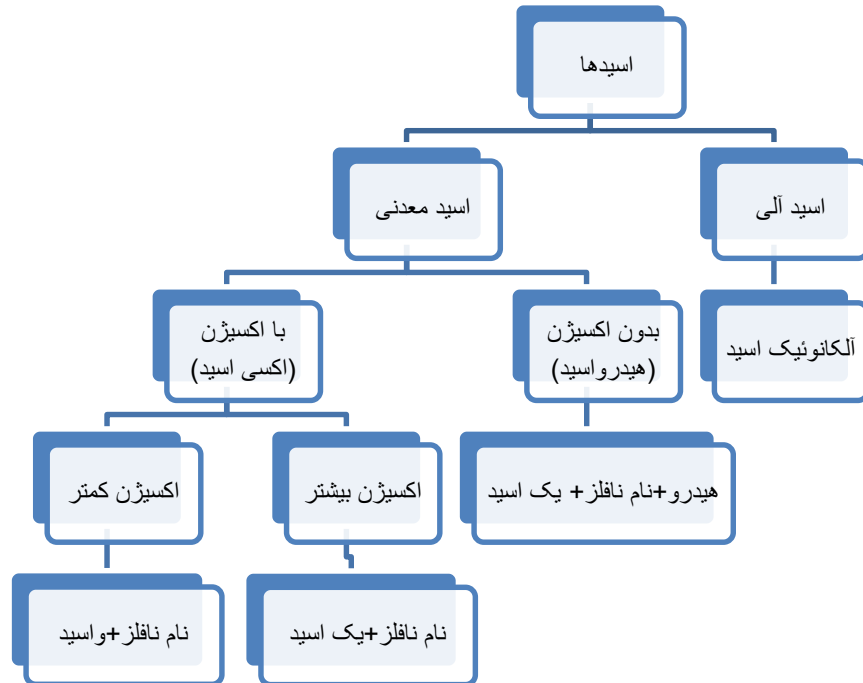 اسیدها
اسید آلی
اسید معدنی
آلکانوئیک اسید
بدون اکسیژن
(هیدرواسید)
با اکسیژن
(اکسی اسید)
هیدرو+نام نافلز+ یک اسید
اکسیژن بیشتر
اکسیژن کمتر
نام نافلز+یک اسید
نام نافلز+واسید